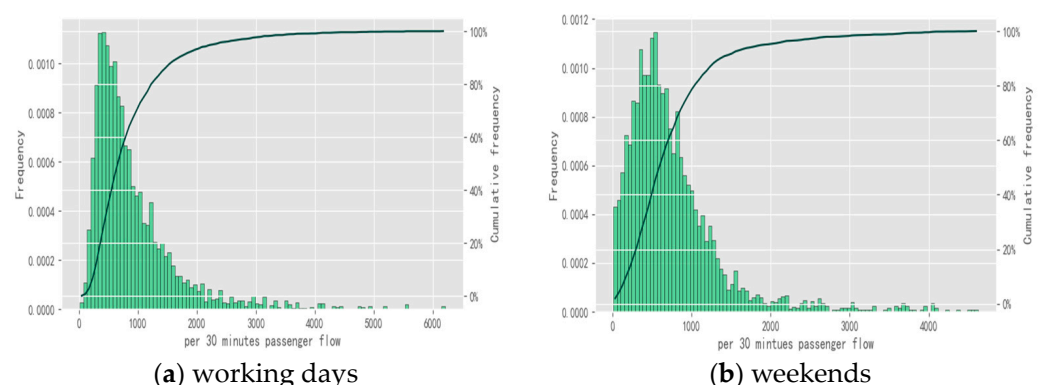 0.0010
0.0008
0.0006
0.0004
0.0002
0.0000
Frequency
100%
80%
60%
40%
20%
0%
Cumulative frequency
0 1000 2000 3000 4000 5000 6000
per 30 minutes passenger flow
(a) working days
0.0012
0.0010
0.0008
0.0006
0.0004
0.0002
0.0000
Frequency
100%
80%
60%
40%
20%
0%
Cumulative frequency
0 1000 2000 3000 4000
per 30 mintues passenger flow
(b) weekends